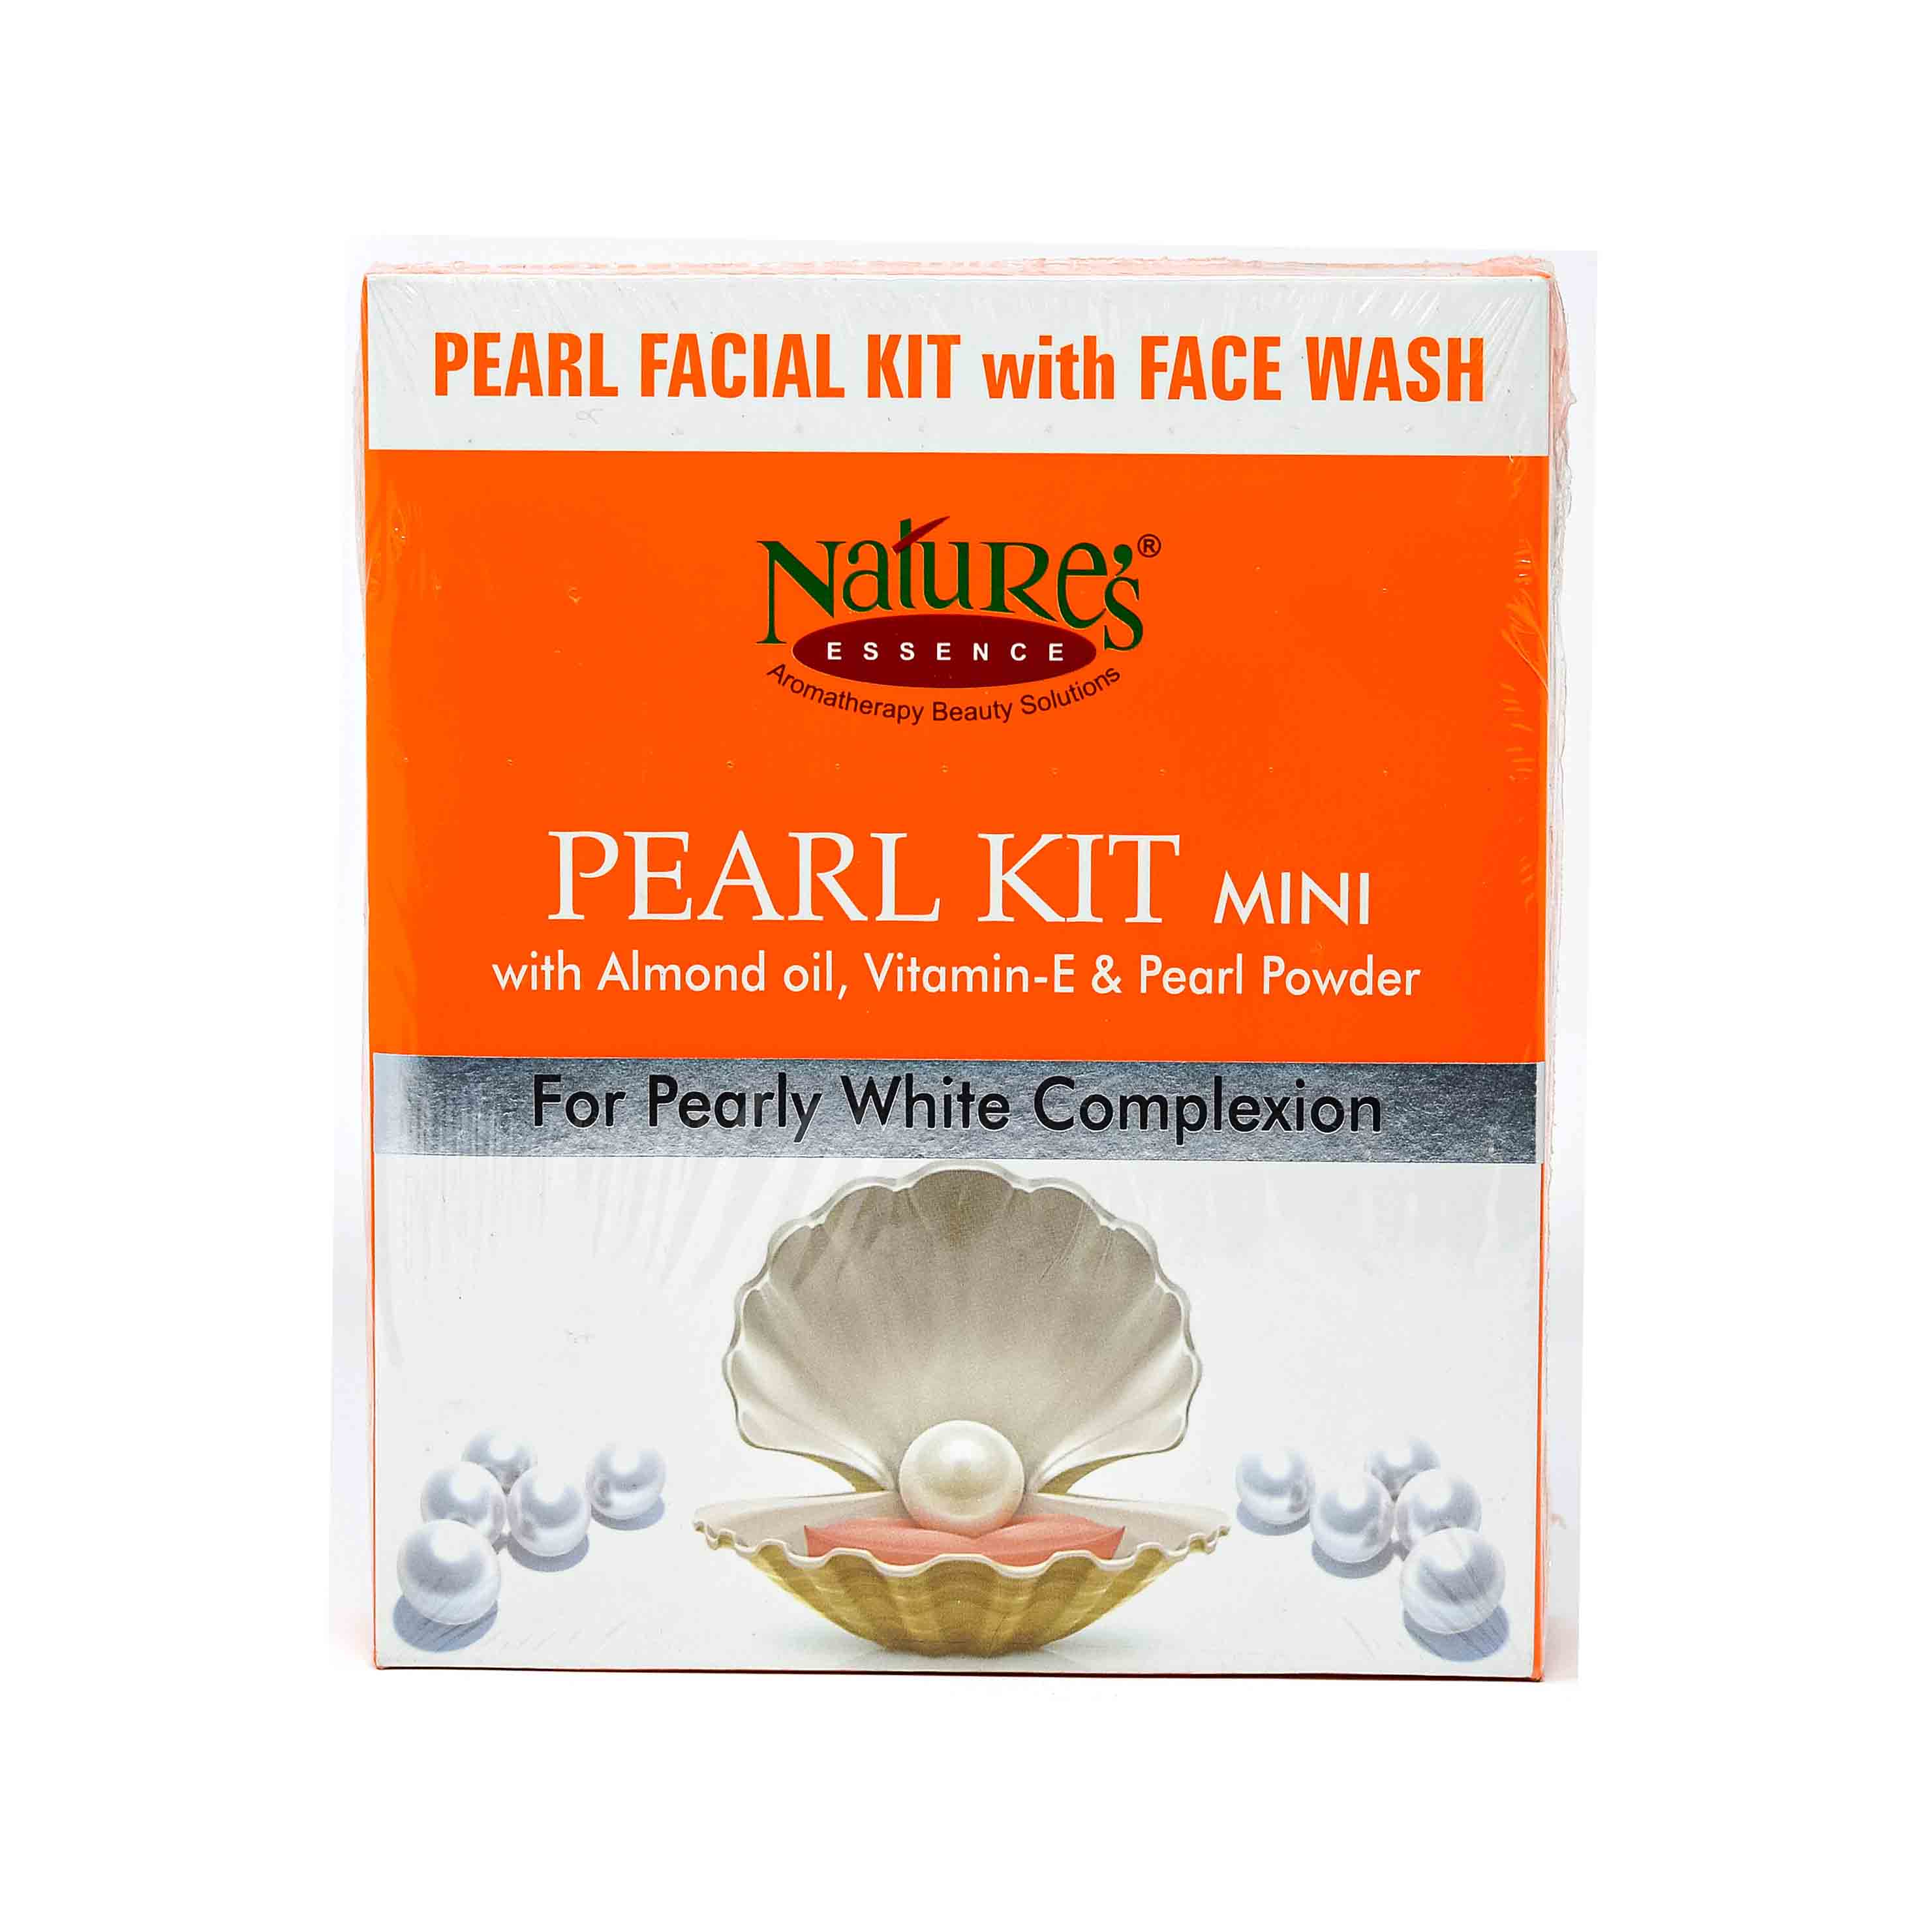 PEARL FACIAL KIT with FACE WASH
Nature's®
ESSENCE
Aromatherapy Beauty Solutions
PEARL KIT MINI
with Almond oil, Vitamin-E & Pearl Powder
For Pearly White Complexion